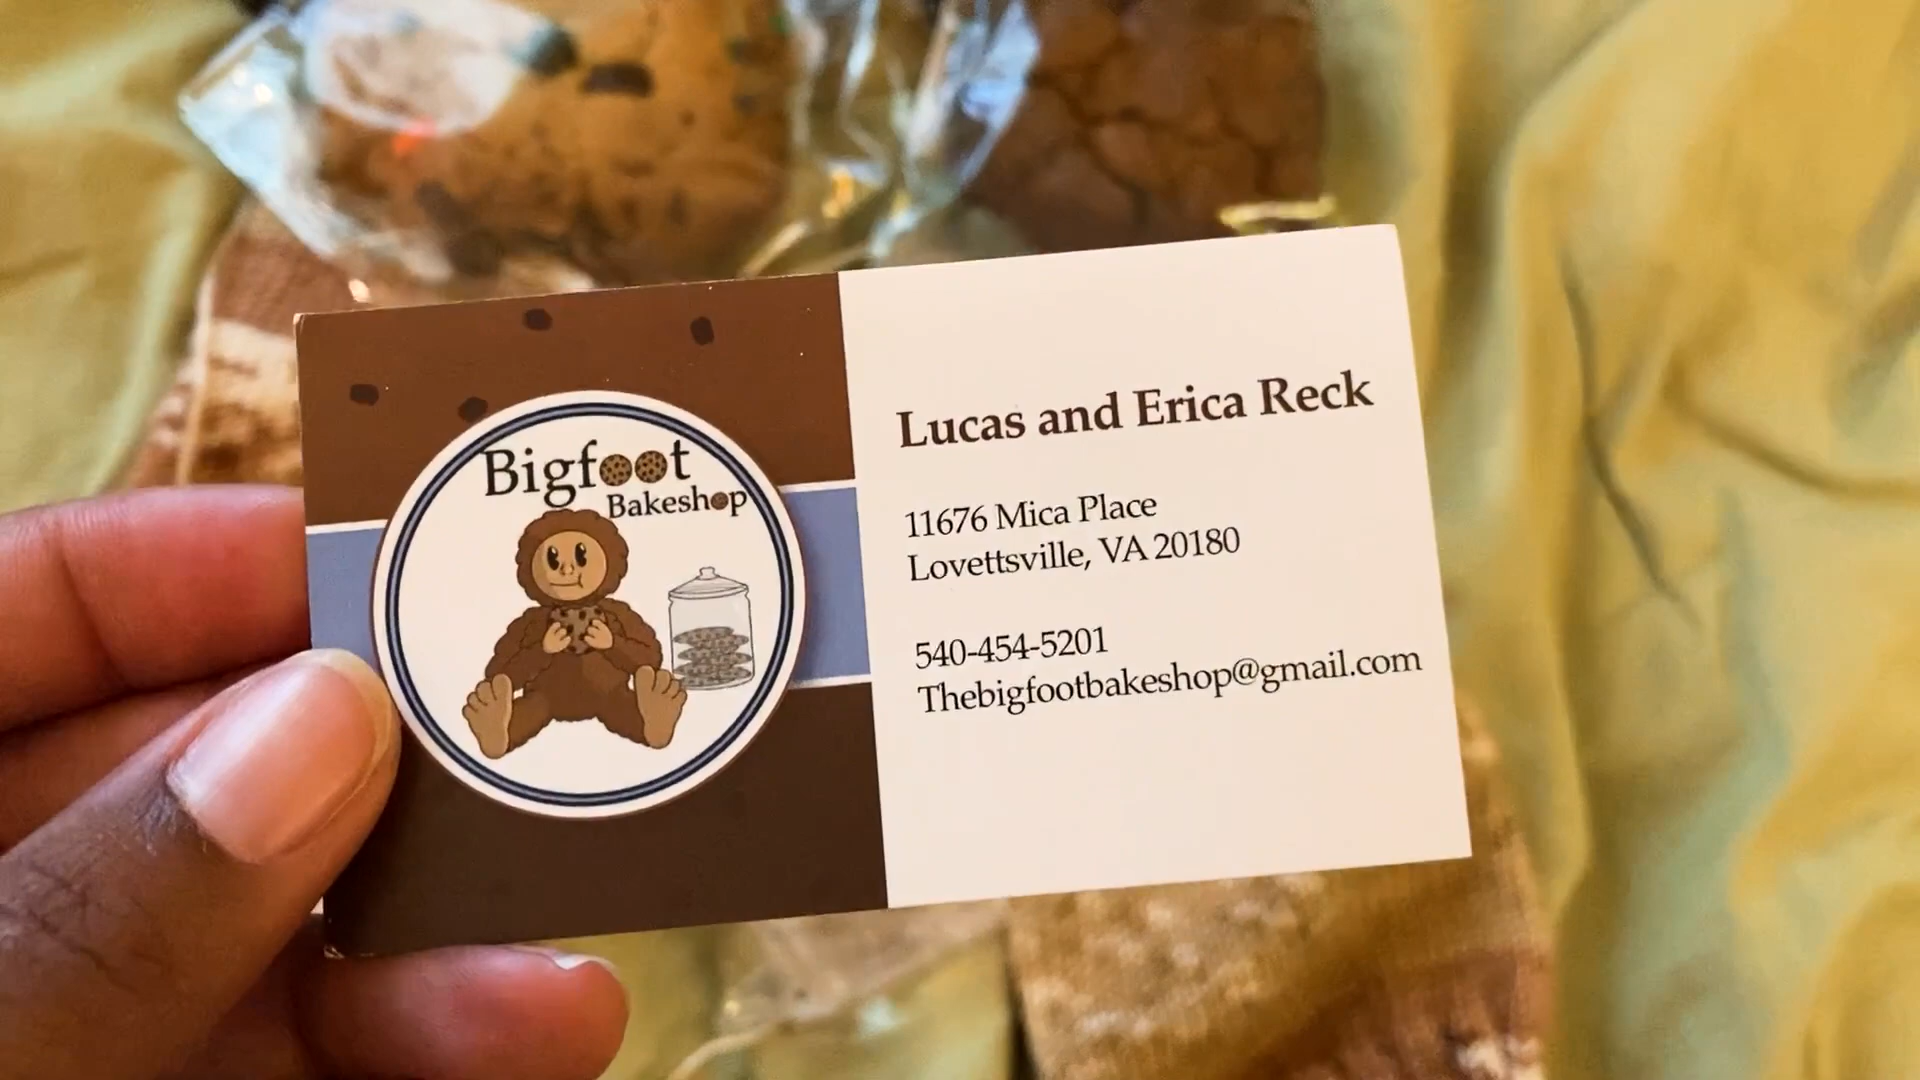 Bigfoot
Bakeshop
Lucas and Erica Reck
11676 Mica Place
Lovettsville, VA 20180
540-454-5201
Thebigfootbakeshop@gmail.com